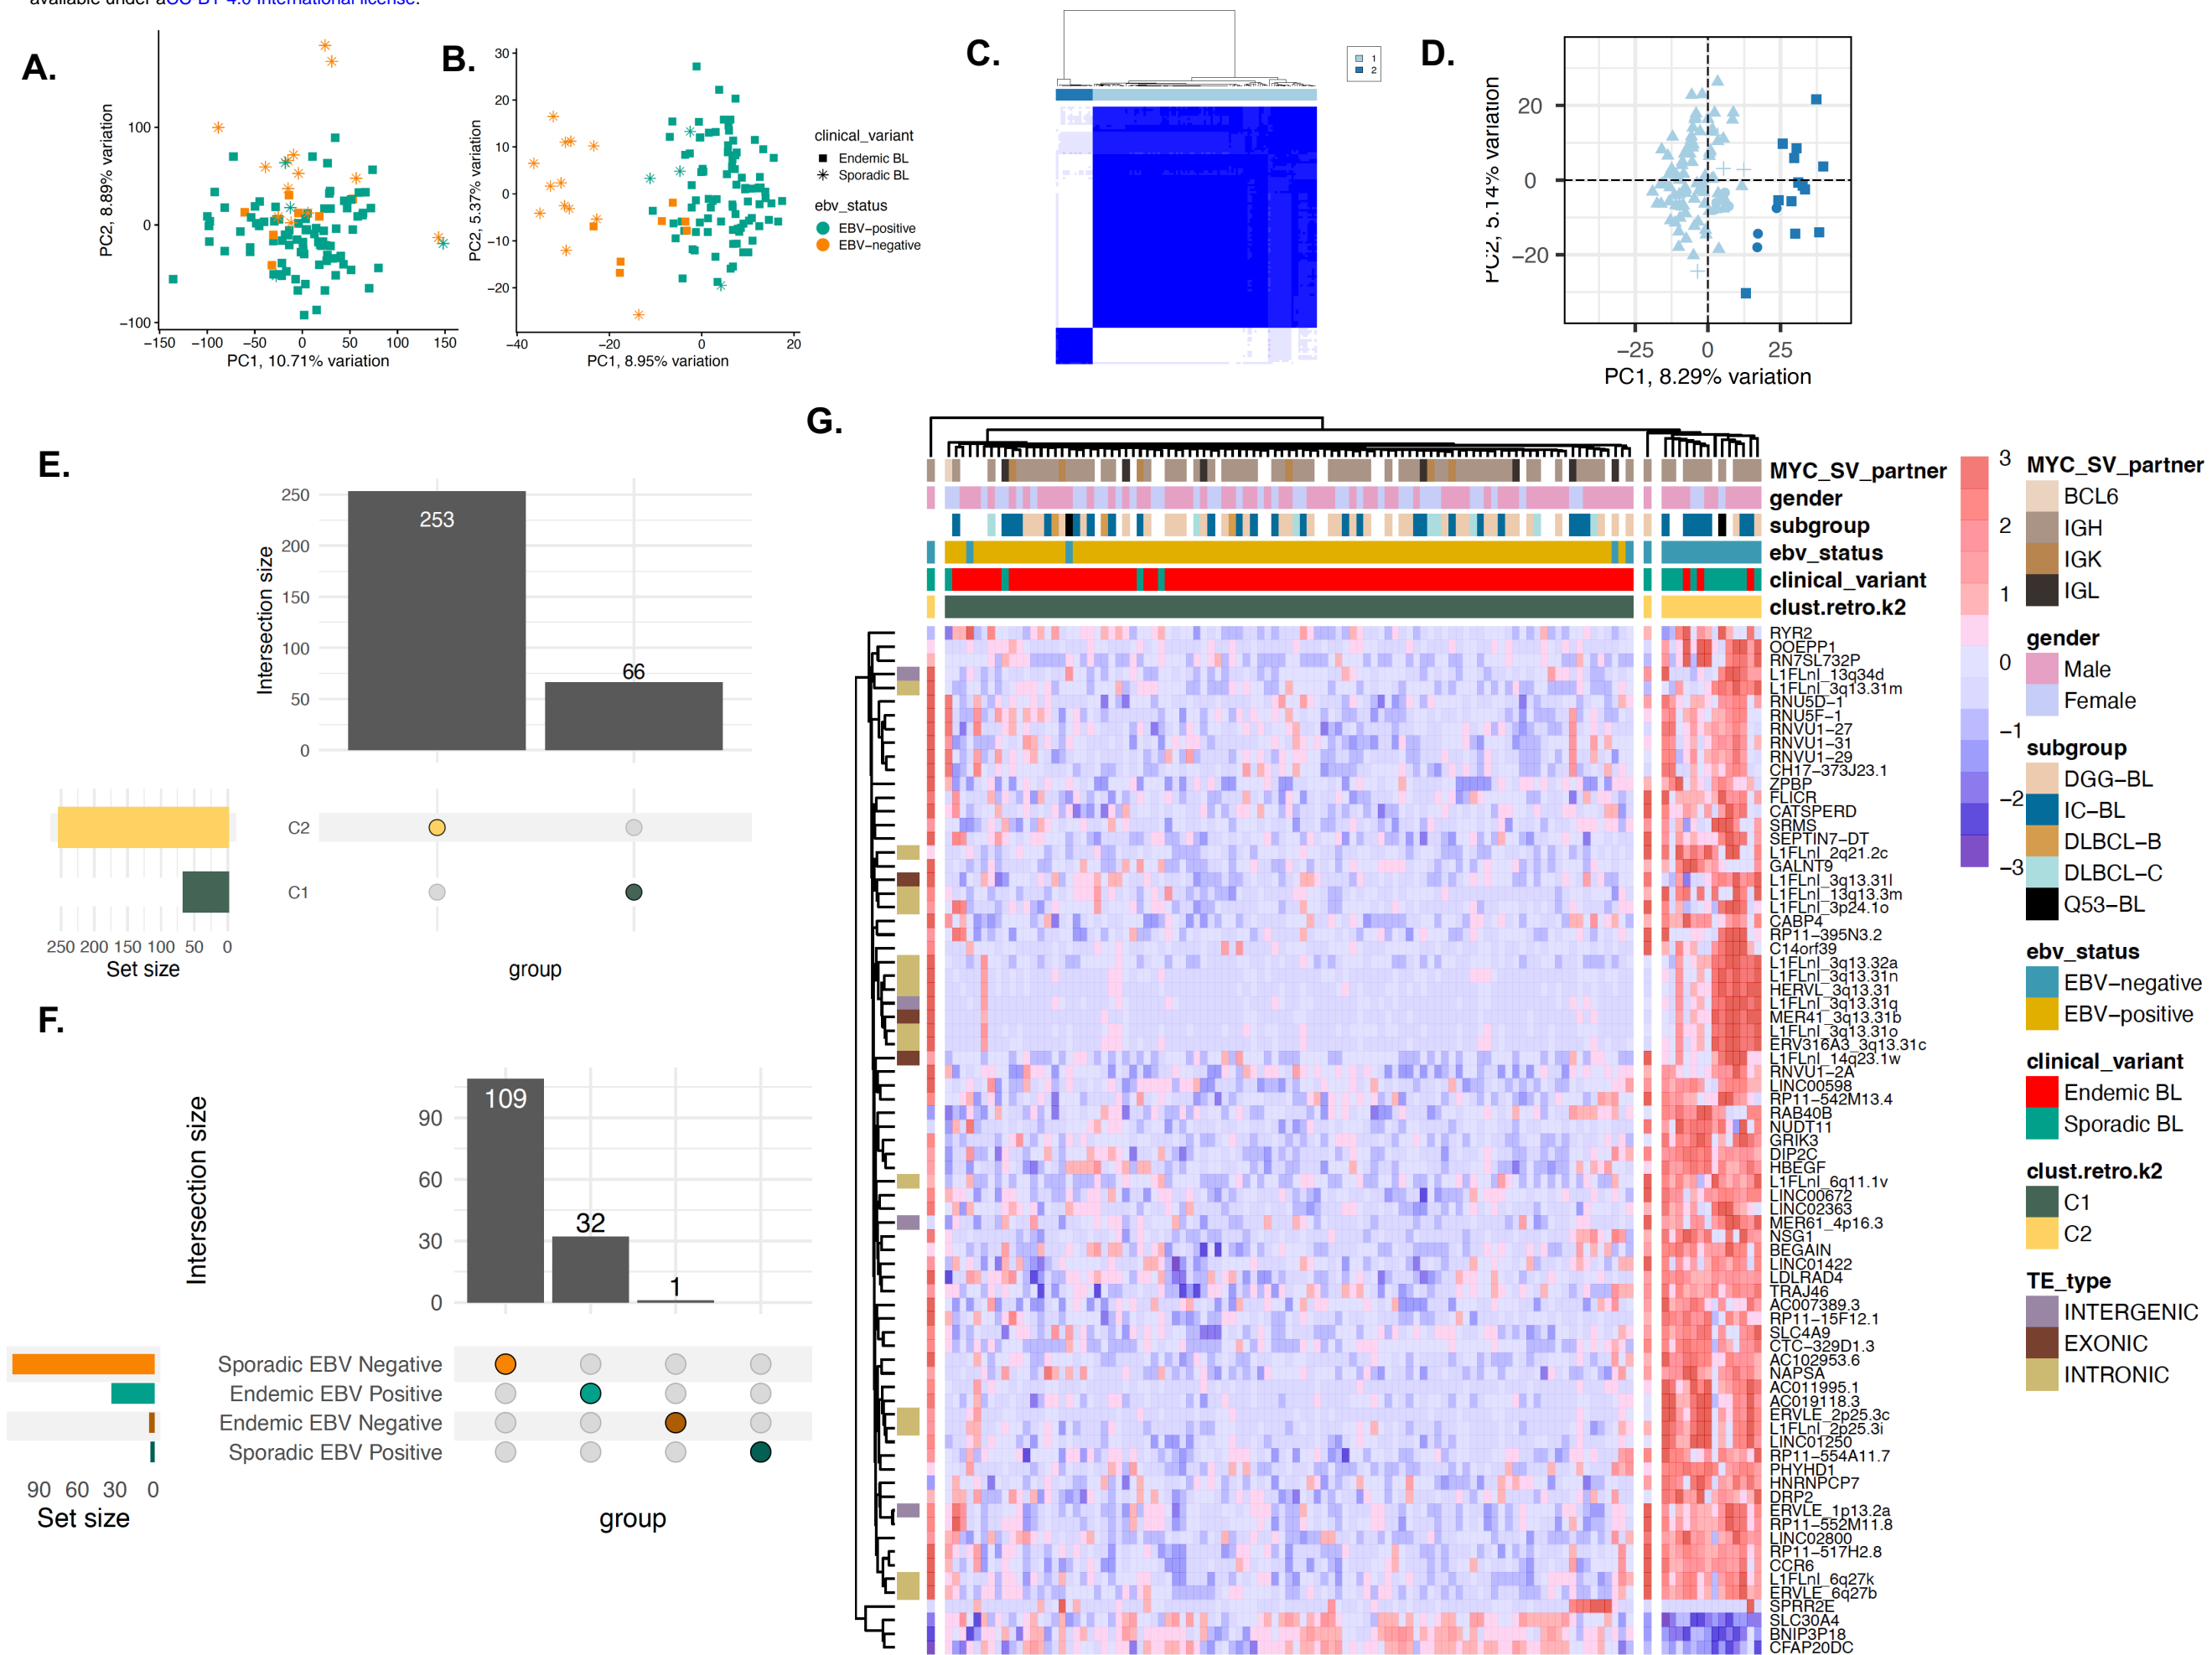 available under aCC-BY 4.0 International license.
A.
100
0
−100
−150 −100 −50 0 50 100 150
PC1, 10.71% variation
PC2, 8.89% variation
B.
30
20
10
0
−10
−20
−40 −20 0 20
PC1, 8.95% variation
PC2, 5.37% variation
clinical_variant
Endemic BL
Sporadic BL
ebv_status
EBV−positive
EBV−negative
C.
1
2
D.
20
0
−20
−25 0 25
PC1, 8.29% variation
PC2, 5.14% variation
E.
250
200
150
100
50
0
Intersection size
253
66
C2
C1
250 200 150 100 50 0
Set size
group
F.
90
60
30
0
Intersection size
109
32
1
Sporadic EBV Negative
Endemic EBV Positive
Endemic EBV Negative
Sporadic EBV Positive
90 60 30 0
Set size
group
G.
MYC_SV_partner
gender
subgroup
ebv_status
clinical_variant
clust.retro.k2
RYR2
OOEPP1
RN7SL732P
L1FLnI_13q34d
L1FLnI_3q13.31m
RNU5D−1
RNU5F−1
RNVU1−27
RNVU1−31
RNVU1−29
CH17−373J23.1
ZPBP
FLICR
CATSPERD
SRMS
SEPTIN7−DT
L1FLnI_2q21.2c
GALNT9
L1FLnI_3q13.31l
L1FLnI_13q13.3m
L1FLnI_3p24.1o
CABP4
RP11−395N3.2
C14orf39
L1FLnI_3q13.32a
L1FLnI_3q13.31n
HERVL_3q13.31
L1FLnI_3q13.31q
MER41_3q13.31b
L1FLnI_3q13.31o
ERV316A3_3q13.31c
L1FLnI_14q23.1w
RNVU1−2A
LINC00598
RP11−542M13.4
RAB40B
NUDT11
GRIK3
DIP2C
HBEGF
L1FLnI_6q11.1v
LINC00672
LINC02363
MER61_4p16.3
NSG1
BEGAIN
LINC01422
LDLRAD4
TRAJ46
AC007389.3
RP11−15F12.1
SLC4A9
CTC−329D1.3
AC102953.6
NAPSA
AC011995.1
AC019118.3
ERVLE_2p25.3c
L1FLnI_2p25.3i
LINC01250
RP11−554A11.7
PHYHD1
HNRNPCP7
DRP2
ERVLE_1p13.2a
RP11−552M11.8
LINC02800
RP11−517H2.8
CCR6
L1FLnI_6q27k
ERVLE_6q27b
SPRR2E
SLC30A4
BNIP3P18
CFAP20DC
3
2
1
0
−1
−2
−3
MYC_SV_partner
BCL6
IGH
IGK
IGL
gender
Male
Female
subgroup
DGG−BL
IC−BL
DLBCL−B
DLBCL−C
Q53−BL
ebv_status
EBV−negative
EBV−positive
clinical_variant
Endemic BL
Sporadic BL
clust.retro.k2
C1
C2
TE_type
INTERGENIC
EXONIC
INTRONIC